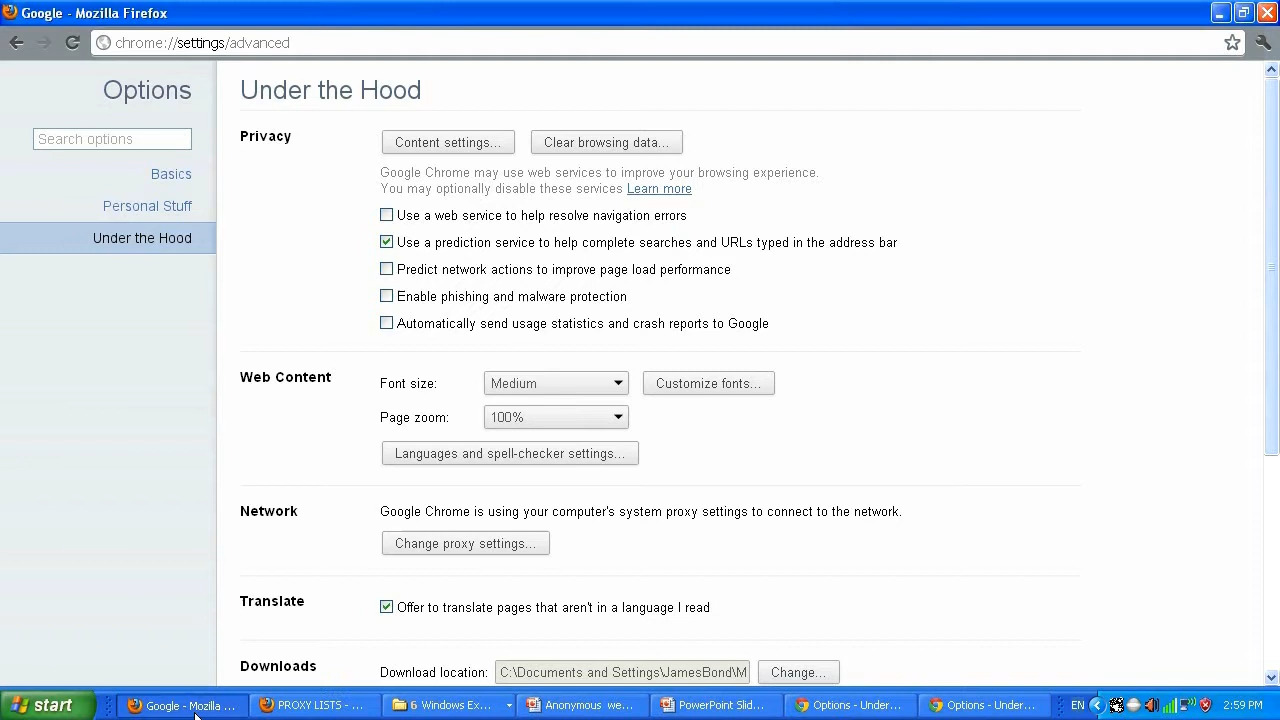 Google - Mozilla Firefox
chrome://settings/advanced
Options
Search options
Basics
Personal Stuff
Under the Hood
Under the Hood
Privacy
Content settings...
Clear browsing data...
Google Chrome may use web services to improve your browsing experience.
You may optionally disable these services Learn more
Use a web service to help resolve navigation errors
Use a prediction service to help complete searches and URLs typed in the address bar
Predict network actions to improve page load performance
Enable phishing and malware protection
Automatically send usage statistics and crash reports to Google
Web Content
Font size: Medium Customize fonts...
Page zoom: 100%
Languages and spell-checker settings...
Network
Google Chrome is using your computer's system proxy settings to connect to the network.
Change proxy settings...
Translate
Offer to translate pages that aren't in a language I read
Downloads
Download location: C:\Documents and Settings\JamesBond\M Change...
start Google - Mozilla ... PROXY LISTS - ... 6 Windows Ex... Anonymous we... PowerPoint Slid... Options - Under... Options - Under... EN 2:59 PM